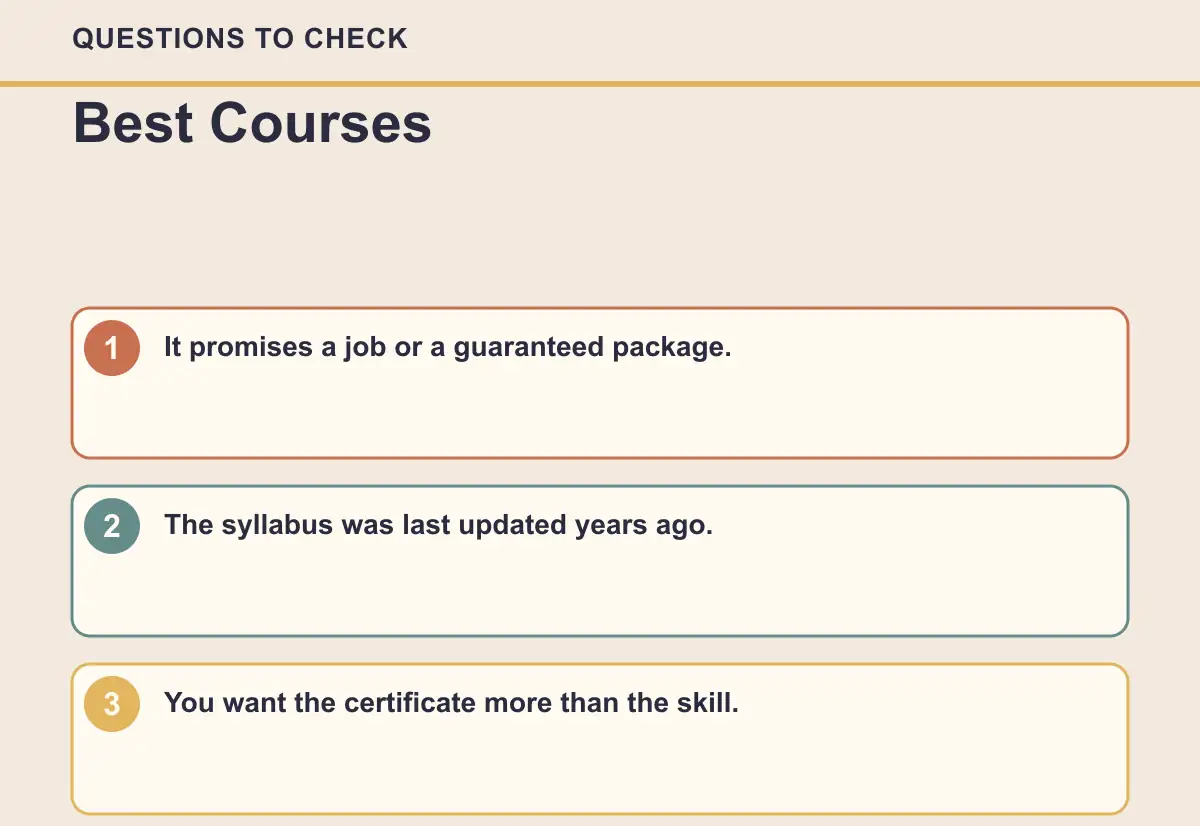 QUESTIONS TO CHECK
Best Courses
1 It promises a job or a guaranteed package.
2 The syllabus was last updated years ago.
3 You want the certificate more than the skill.